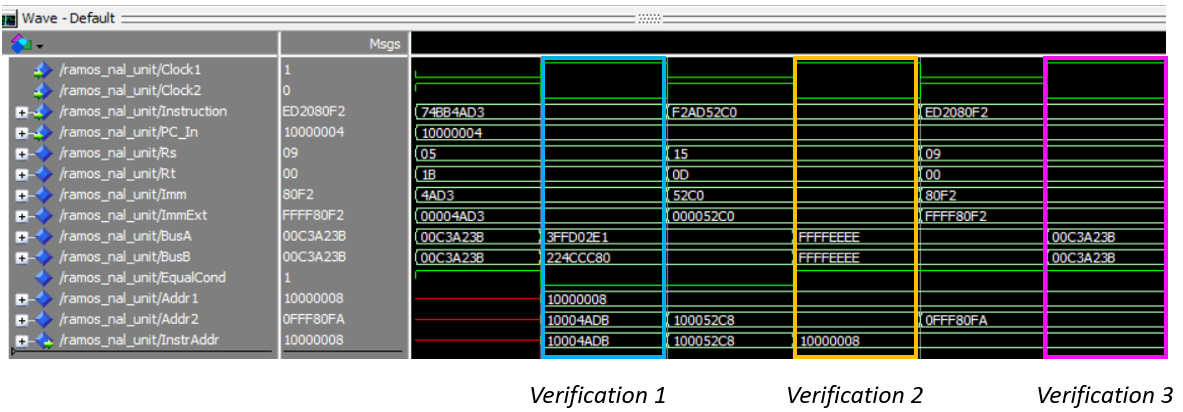 Wave - Default
Msgs
/ramos_nal_unit/Clock1 1
/ramos_nal_unit/Clock2 0
/ramos_nal_unit/Instruction ED2080F2 74BB4AD3 F2AD52C0 ED2080F2
/ramos_nal_unit/PC_In 10000004 10000004
/ramos_nal_unit/Rs 09 05 15 09
/ramos_nal_unit/Rt 00 1B 0D 00
/ramos_nal_unit/Imm 80F2 4AD3 52C0 80F2
/ramos_nal_unit/ImmExt FFFF80F2 00004AD3 000052C0 FFFF80F2
/ramos_nal_unit/BusA 00C3A23B 00C3A23B 3FFD02E1 FFFFEEEE 00C3A23B
/ramos_nal_unit/BusB 00C3A23B 00C3A23B 224CCC80 FFFFEEEE 00C3A23B
/ramos_nal_unit/EqualCond 1
/ramos_nal_unit/Addr1 10000008 10000008
/ramos_nal_unit/Addr2 0FFF80FA 10004ADB 100052C8 0FFF80FA
/ramos_nal_unit/InstrAddr 10000008 10004ADB 100052C8 10000008
Verification 1 Verification 2 Verification 3